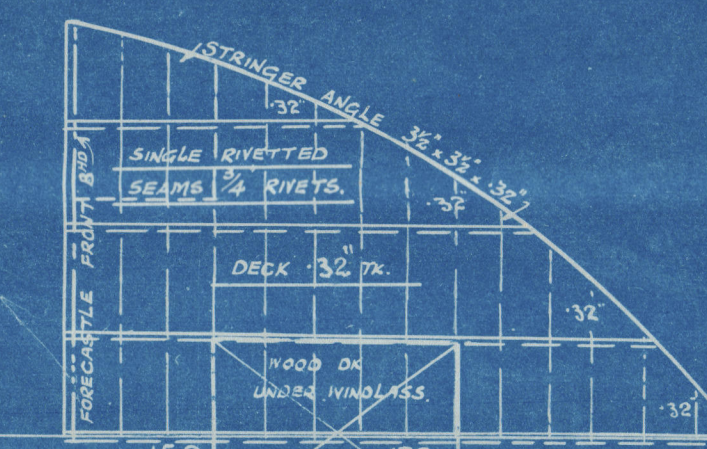 STRINGER ANGLE 3½" x 3½" x .32"
.32"
SINGLE RIVETTED
SEAMS ¾ RIVETS.
.32
DECK .32" TK.
.32"
WOOD DK
UNDER WINDLASS.
.32"
FORECASTLE FRONT BHD